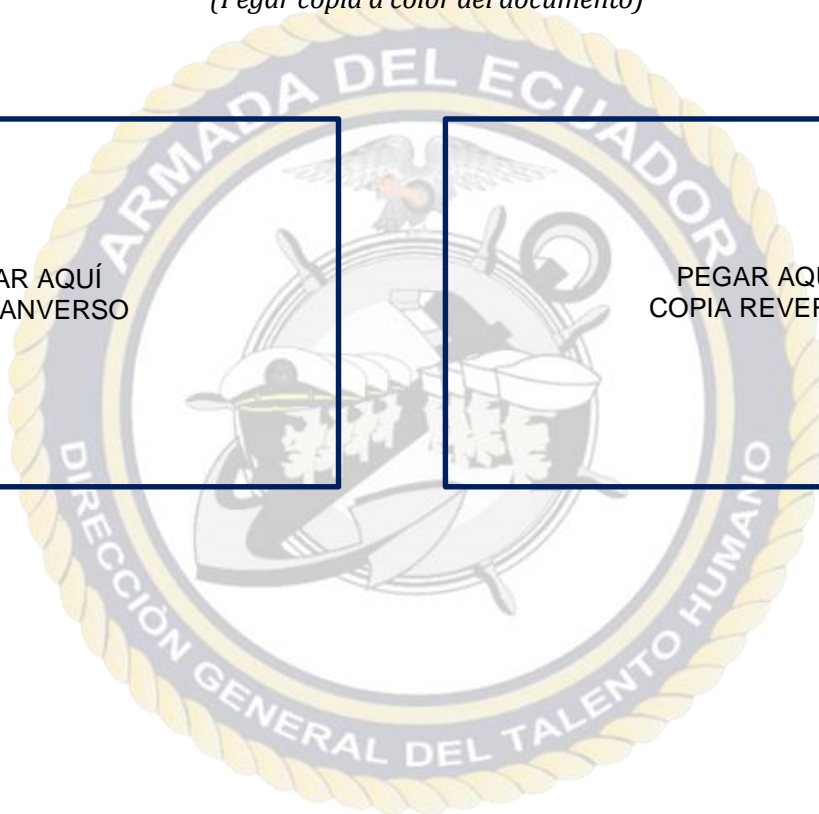 (Pegar copia a color del documento)
ARMADA DEL ECUADOR
AR AQUÍ
ANVERSO
PEGAR AQU
COPIA REVER
DIRECCIÓN GENERAL DEL TALENTO HUMANO